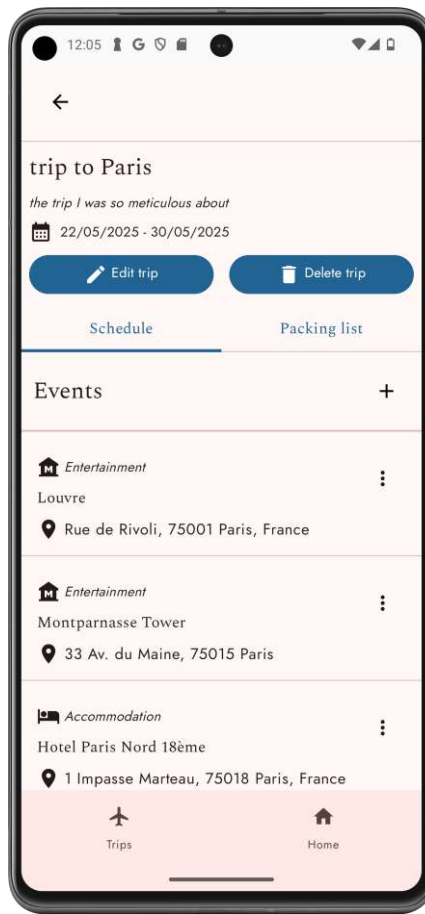 12:05 G
trip to Paris
the trip I was so meticulous about
22/05/2025 - 30/05/2025
Edit trip
Delete trip
Schedule
Packing list
Events +
M Entertainment
Louvre
Rue de Rivoli, 75001 Paris, France
M Entertainment
Montparnasse Tower
33 Av. du Maine, 75015 Paris
Accommodation
Hotel Paris Nord 18ème
1 Impasse Marteau, 75018 Paris, France
Trips
Home